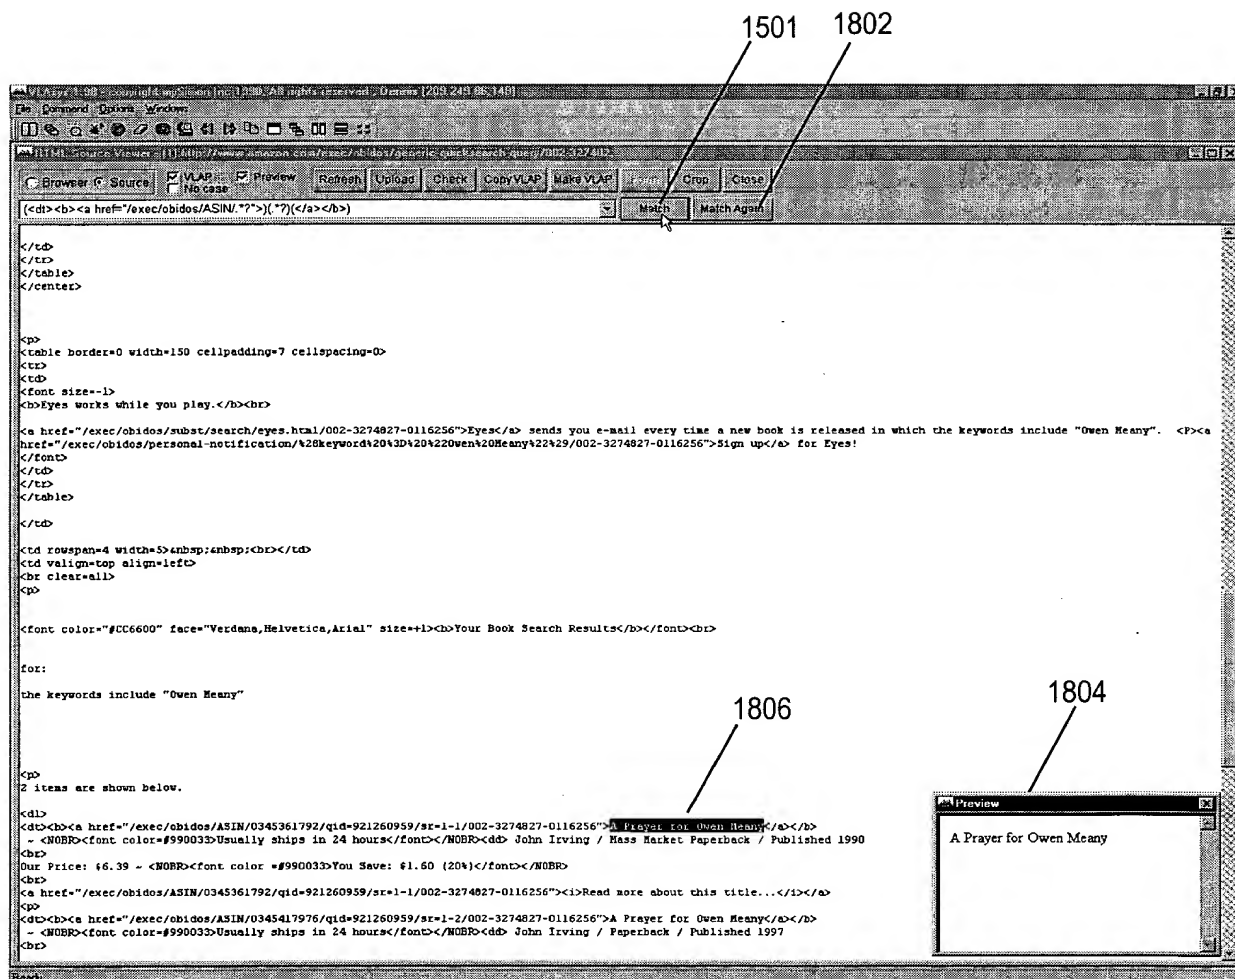 1501 1802
File Command Options Windows
HTML Source Viewer
Browser Source VLAP Preview Refresh Upload Check Copy VLAP Make VLAP Crop Close
No case
(<dt><b><a href="/exec/obidos/ASIN/.*?">)(.*?)(</a></b>) Match Match Again
</td>
</tr>
</table>
</center>
<p>
<table border=0 width=150 cellpadding=7 cellspacing=0>
<tr>
<td>
<font size=-1>
<b>Eyes works while you play.</b><br>
<a href="/exec/obidos/subst/search/eyes.html/002-3274827-0116256">Eyes</a> sends you e-mail every time a new book is released in which the keywords include "Owen Meany".  <P><a
href="/exec/obidos/personal-notification/%28keyword%20%3D%20%22Owen%20Meany%22%29/002-3274827-0116256">Sign up</a> for Eyes!
</font>
</td>
</tr>
</table>
</td>
<td rowspan=4 width=5>&nbsp;&nbsp;<br></td>
<td valign=top align=left>
<br clear=all>
<p>
<font color="#CC6600" face="Verdana,Helvetica,Arial" size=+1><b>Your Book Search Results</b></font><br>
for:
the keywords include "Owen Meany"
1806
1804
<p>
2 items are shown below.
<dl>
<dt><b><a href="/exec/obidos/ASIN/0345361792/qid=921260959/sr=1-1/002-3274827-0116256">A Prayer for Owen Meany</a></b>
~ <NOBR><font color=#990033>Usually ships in 24 hours</font></NOBR><dd> John Irving / Mass Market Paperback / Published 1990
<br>
Our Price: $6.39 ~ <NOBR><font color =#990033>You Save: $1.60 (20%)</font></NOBR>
<br>
<a href="/exec/obidos/ASIN/0345361792/qid=921260959/sr=1-1/002-3274827-0116256"><i>Read more about this title...</i></a>
<p>
<dt><b><a href="/exec/obidos/ASIN/0345417976/qid=921260959/sr=1-2/002-3274827-0116256">A Prayer for Owen Meany</a></b>
~ <NOBR><font color=#990033>Usually ships in 24 hours</font></NOBR><dd> John Irving / Paperback / Published 1997
<br>
Preview
A Prayer for Owen Meany
Ready